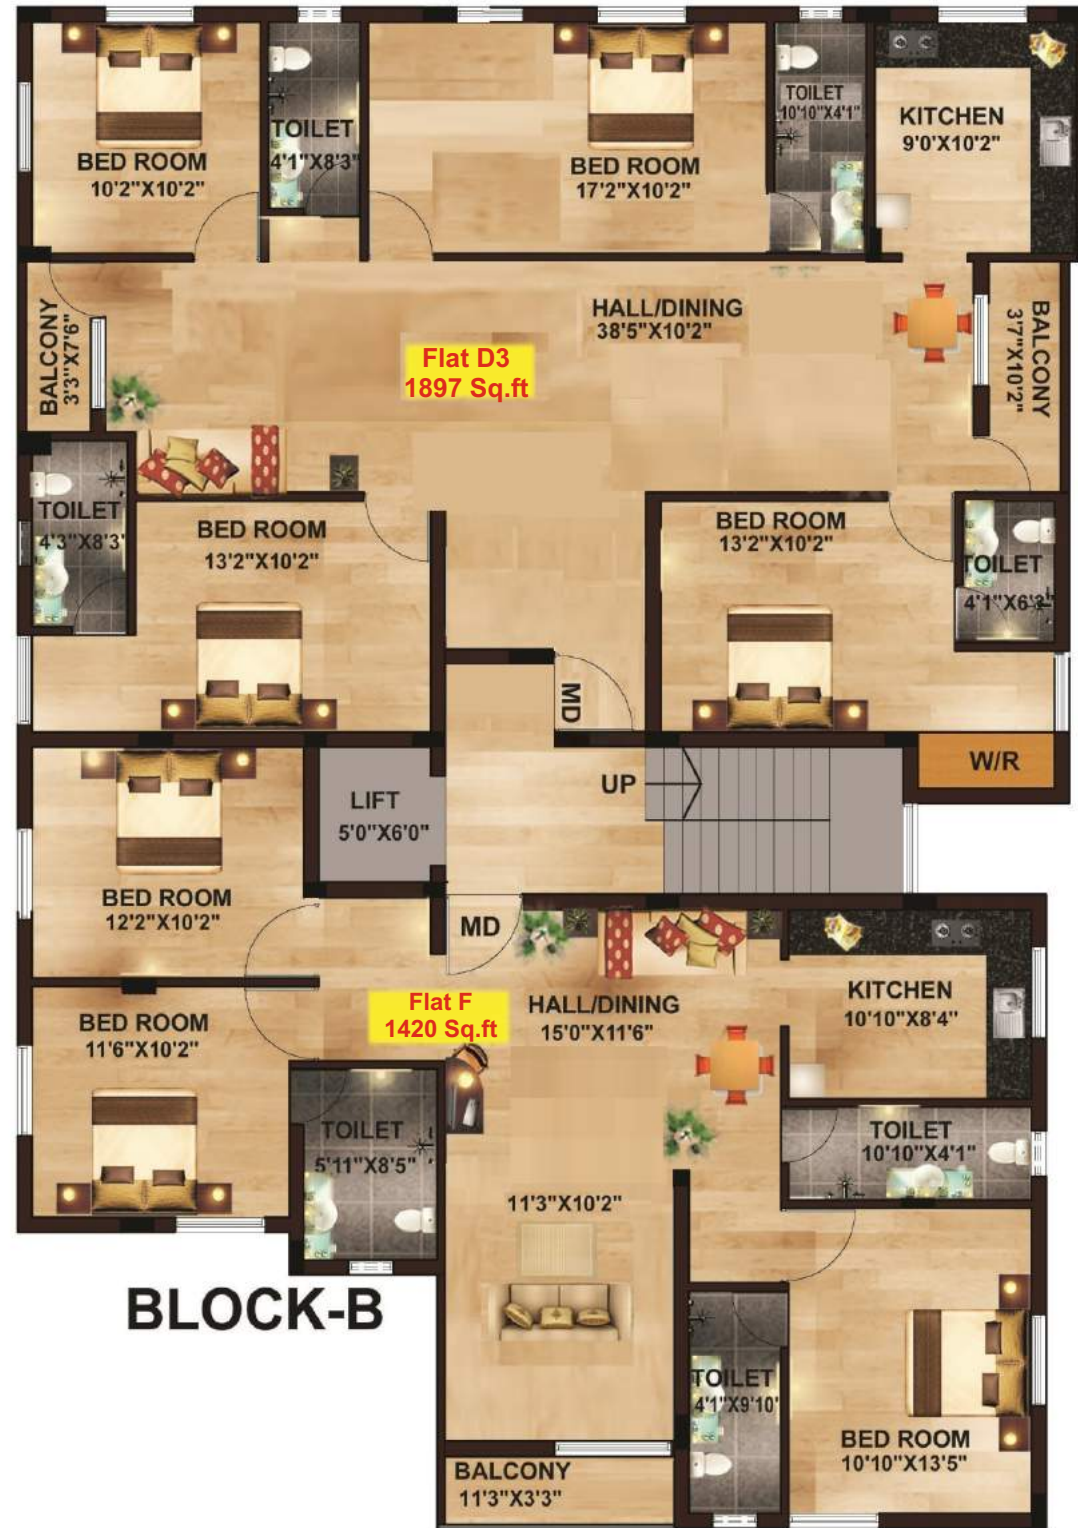 BED ROOM
10'2"X10'2"
TOILET
4'1"X8'3"
BED ROOM
17'2"X10'2"
TOILET
10'10"X4'1"
KITCHEN
9'0"X10'2"
BALCONY
3'3"X7'6"
HALL/DINING
38'5"X10'2"
Flat D3
1897 Sq.ft
BALCONY
3'7"X10'2"
TOILET
4'3"X8'3'
BED ROOM
13'2"X10'2"
BED ROOM
13'2"X10'2"
TOILET
4'1"X6'3"
MD
W/R
UP
LIFT
5'0"X6'0"
BED ROOM
12'2"X10'2"
MD
Flat F
1420 Sq.ft
HALL/DINING
15'0"X11'6"
KITCHEN
10'10"X8'4"
BED ROOM
11'6"X10'2"
TOILET
5'11"X8'5"
TOILET
10'10"X4'1"
11'3"X10'2"
BLOCK-B
TOILET
4'1"X9'10'
BED ROOM
10'10"X13'5"
BALCONY
11'3"X3'3"